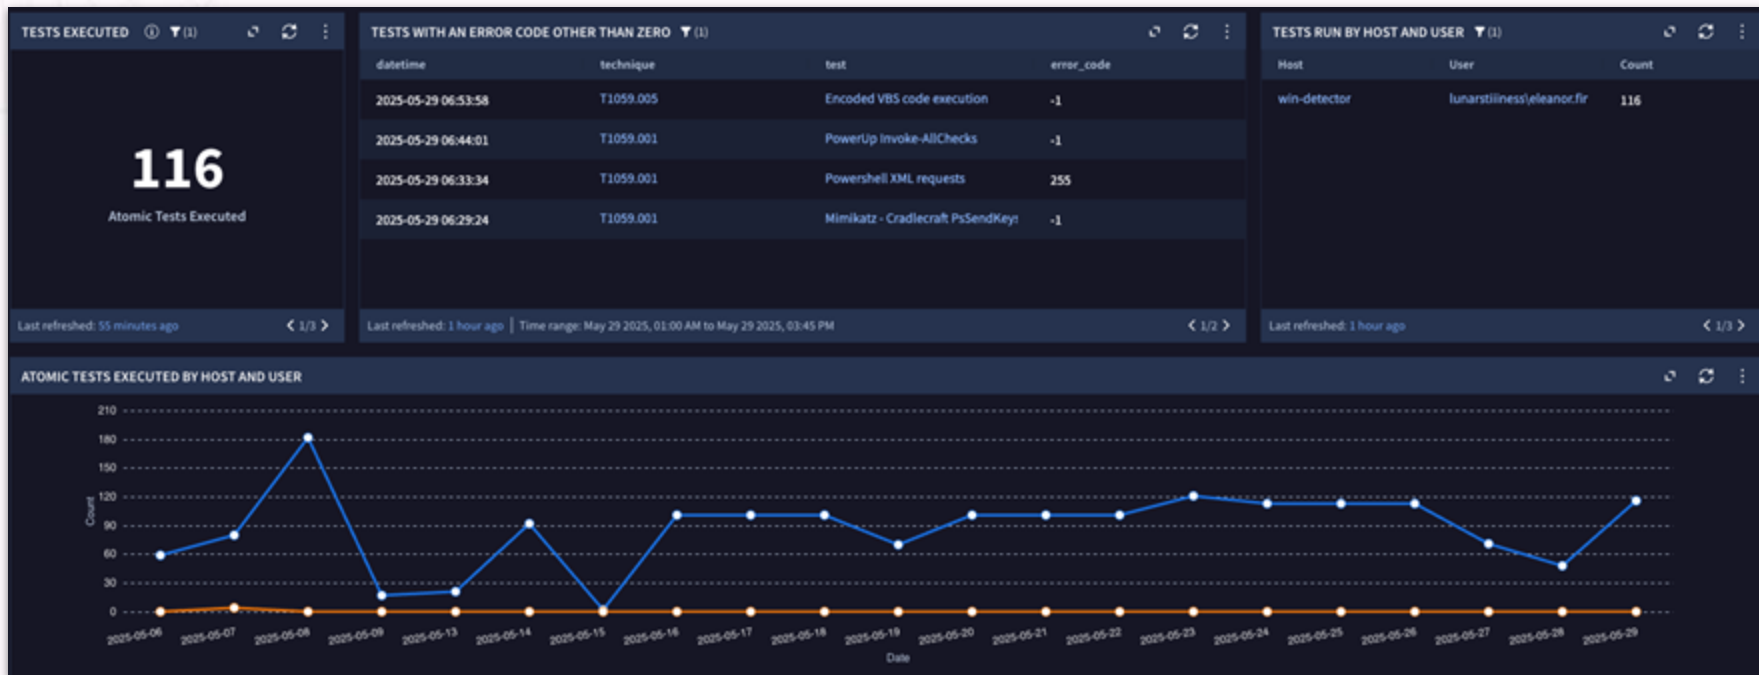 TESTS EXECUTED (1)
116
Atomic Tests Executed
Last refreshed: 55 minutes ago 1/3
TESTS WITH AN ERROR CODE OTHER THAN ZERO (1)
datetime technique test error_code
2025-05-29 06:53:58 T1059.005 Encoded VBS code execution -1
2025-05-29 06:44:01 T1059.001 PowerUp Invoke-AllChecks -1
2025-05-29 06:33:34 T1059.001 Powershell XML requests 255
2025-05-29 06:29:24 T1059.001 Mimikatz - Cradlecraft PsSendKeys -1
Last refreshed: 1 hour ago | Time range: May 29 2025, 01:00 AM to May 29 2025, 03:45 PM 1/2
TESTS RUN BY HOST AND USER (1)
Host User Count
win-detector lunarstiiiness\eleanor.fir 116
Last refreshed: 1 hour ago 1/3
ATOMIC TESTS EXECUTED BY HOST AND USER
210
180
150
120
90
60
30
0
Count
2025-05-06 2025-05-07 2025-05-08 2025-05-09 2025-05-13 2025-05-14 2025-05-15 2025-05-16 2025-05-17 2025-05-18 2025-05-19 2025-05-20 2025-05-21 2025-05-22 2025-05-23 2025-05-24 2025-05-25 2025-05-26 2025-05-27 2025-05-28 2025-05-29
Date